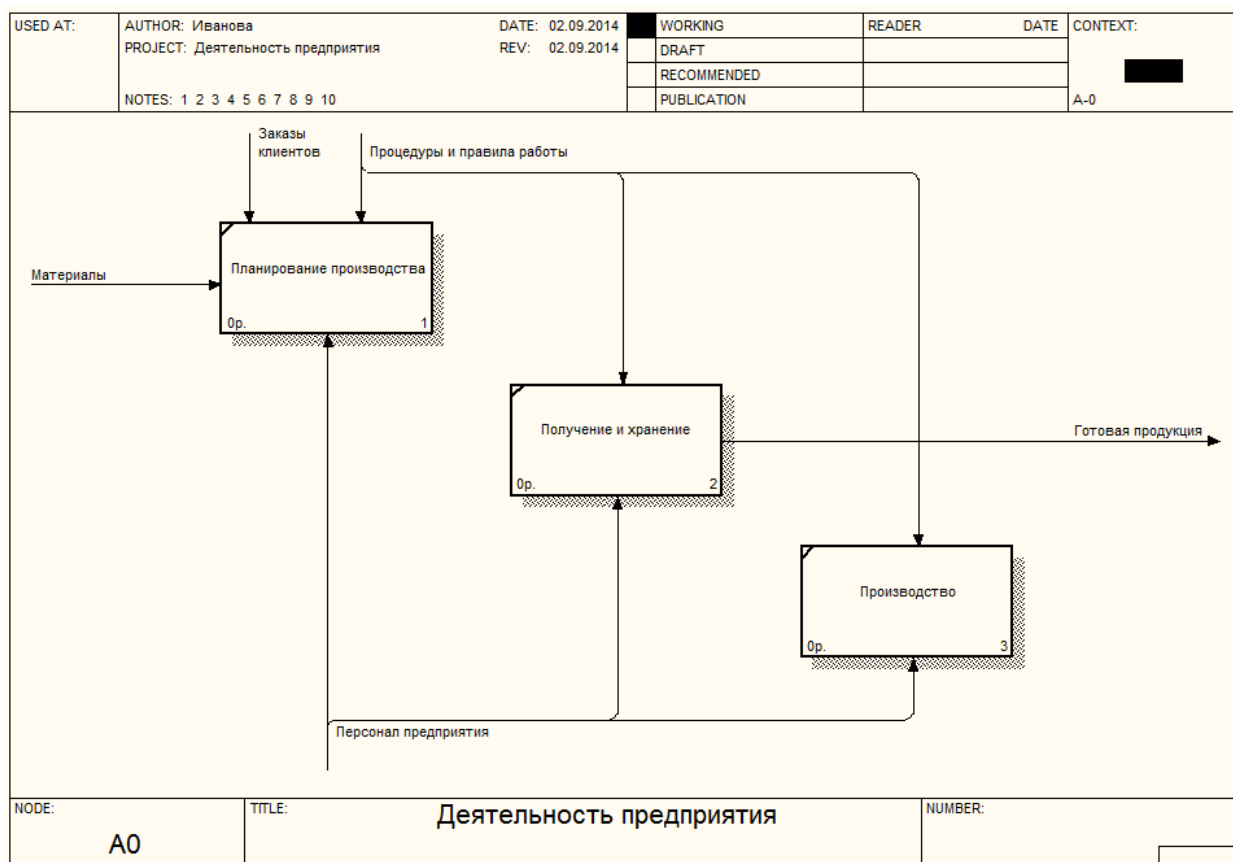 USED AT:
AUTHOR: Иванова
DATE: 02.09.2014
WORKING
READER
DATE
CONTEXT:
PROJECT: Деятельность предприятия
REV: 02.09.2014
DRAFT
RECOMMENDED
NOTES: 1 2 3 4 5 6 7 8 9 10
PUBLICATION
A-0
Заказы
клиентов
Процедуры и правила работы
Планирование производства
Материалы
0р.
1
Получение и хранение
Готовая продукция
0р.
2
Производство
0р.
3
Персонал предприятия
NODE:
TITLE:
Деятельность предприятия
NUMBER:
A0